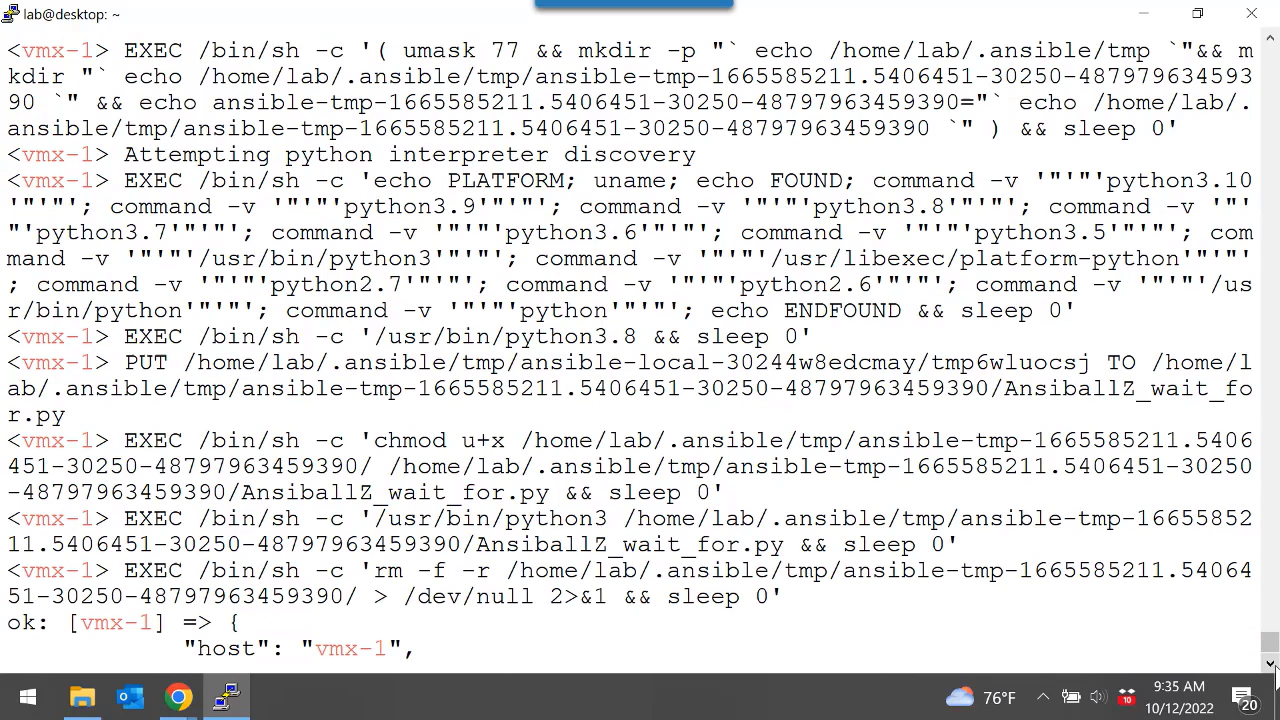 lab@desktop: ~
<vmx-1> EXEC /bin/sh -c '( umask 77 && mkdir -p "` echo /home/lab/.ansible/tmp `"&& m
kdir "` echo /home/lab/.ansible/tmp/ansible-tmp-1665585211.5406451-30250-487979634593
90 `" && echo ansible-tmp-1665585211.5406451-30250-48797963459390="` echo /home/lab/.
ansible/tmp/ansible-tmp-1665585211.5406451-30250-48797963459390 `" ) && sleep 0'
<vmx-1> Attempting python interpreter discovery
<vmx-1> EXEC /bin/sh -c 'echo PLATFORM; uname; echo FOUND; command -v '"'"'python3.10
'"'"'; command -v '"'"'python3.9'"'"'; command -v '"'"'python3.8'"'"'; command -v '"'
"'python3.7'"'"'; command -v '"'"'python3.6'"'"'; command -v '"'"'python3.5'"'"'; com
mand -v '"'"'/usr/bin/python3'"'"'; command -v '"'"'/usr/libexec/platform-python'"'"'
; command -v '"'"'python2.7'"'"'; command -v '"'"'python2.6'"'"'; command -v '"'"'/us
r/bin/python'"'"'; command -v '"'"'python'"'"'; echo ENDFOUND && sleep 0'
<vmx-1> EXEC /bin/sh -c '/usr/bin/python3.8 && sleep 0'
<vmx-1> PUT /home/lab/.ansible/tmp/ansible-local-30244w8edcmay/tmp6wluocsj TO /home/l
ab/.ansible/tmp/ansible-tmp-1665585211.5406451-30250-48797963459390/AnsiballZ_wait_fo
r.py
<vmx-1> EXEC /bin/sh -c 'chmod u+x /home/lab/.ansible/tmp/ansible-tmp-1665585211.5406
451-30250-48797963459390/ /home/lab/.ansible/tmp/ansible-tmp-1665585211.5406451-30250
-48797963459390/AnsiballZ_wait_for.py && sleep 0'
<vmx-1> EXEC /bin/sh -c '/usr/bin/python3 /home/lab/.ansible/tmp/ansible-tmp-16655852
11.5406451-30250-48797963459390/AnsiballZ_wait_for.py && sleep 0'
<vmx-1> EXEC /bin/sh -c 'rm -f -r /home/lab/.ansible/tmp/ansible-tmp-1665585211.54064
51-30250-48797963459390/ > /dev/null 2>&1 && sleep 0'
ok: [vmx-1] => {
"host": "vmx-1",
76°F
10
9:35 AM
10/12/2022
20